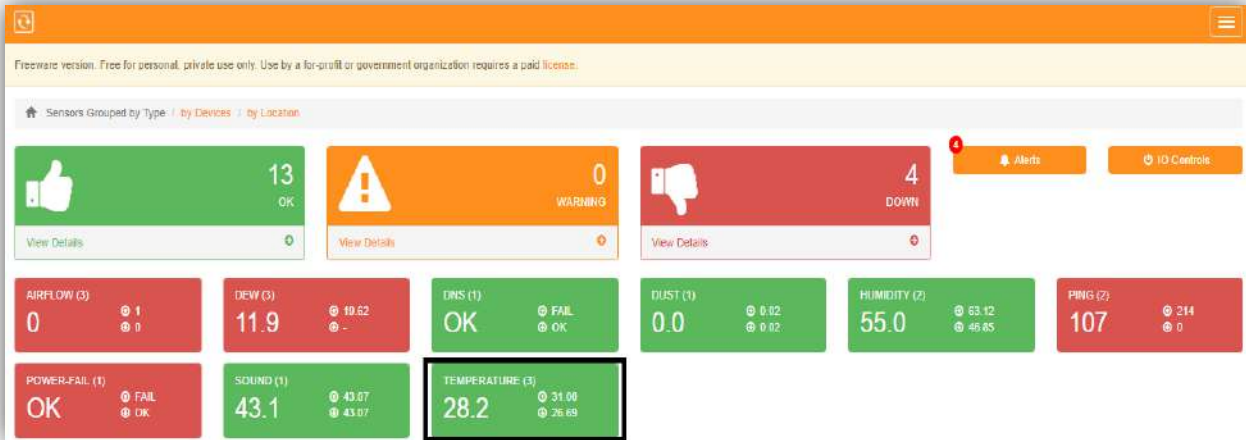 Freeware version. Free for personal, private use only. Use by a for-profit or government organization requires a paid license.
Sensors Grouped by Type / by Devices / by Location
13
OK
View Details
0
WARNING
View Details
4
DOWN
View Details
4
Alerts
IO Controls
AIRFLOW (3)
0
1
0
DEW (3)
11.9
19.62
-
DNS (1)
OK
FAIL
OK
DUST (1)
0.0
0.02
0.02
HUMIDITY (2)
55.0
63.12
46.85
PING (2)
107
214
0
POWER-FAIL (1)
OK
FAIL
OK
SOUND (1)
43.1
43.07
43.07
TEMPERATURE (3)
28.2
31.00
26.69